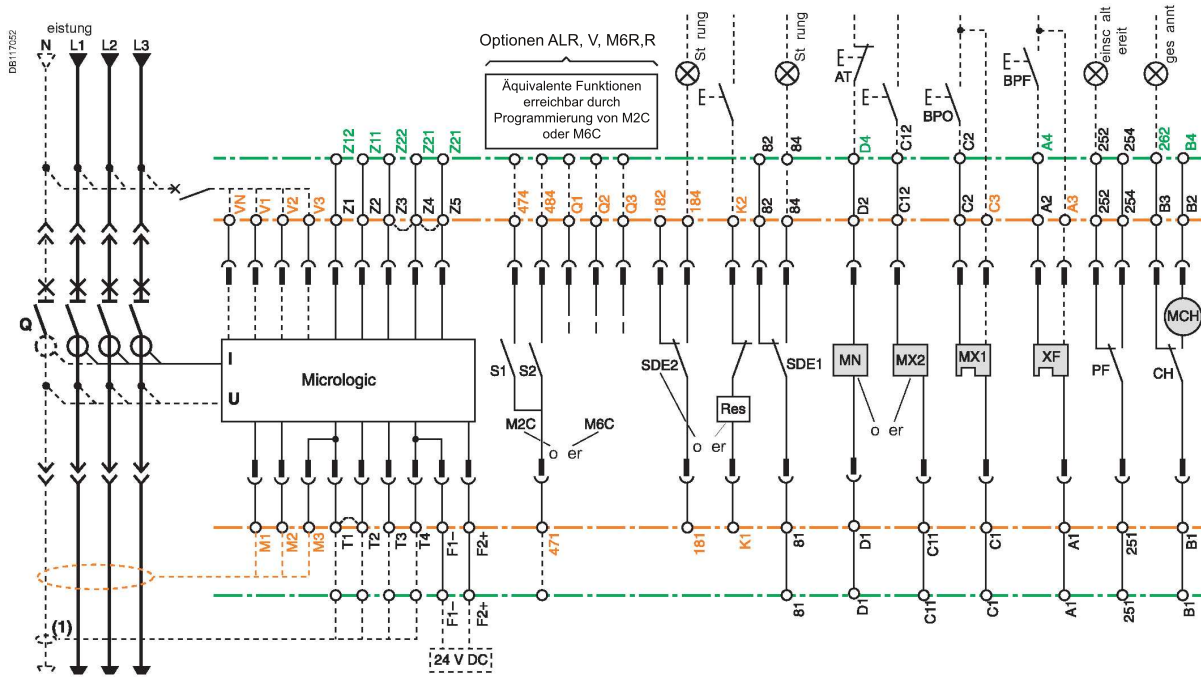 DB117052
eistung
N L1 L2 L3
Optionen ALR, V, M6R,R
Äquivalente Funktionen
erreichbar durch
Programmierung von M2C
oder M6C
St rung
St rung
AT
BPO
BPF
einsc alt
ereit
ges annt
Z12 Z11 Z22 Z21 Z21 82 84 D4 C12 C2 A4 252 254 262 B4
VN V1 V2 V3 Z1 Z2 Z3 Z4 Z5 474 484 Q1 Q2 Q3 182 184 K2 82 84 D2 C12 C2 C3 A2 A3 252 254 B3 B2
Q
MCH
I
U
Micrologic
S1 S2
SDE2
SDE1
MN
MX2
MX1
XF
PF
CH
Res
M2C
M6C
o er
o er
o er
M1 M2 M3 T1 T2 T3 T4 F1– F2+ 471 181 K1 81 D1 C11 C1 A1 251 B1
(1)
F1– F2+ 81 D1 C11 C1 A1 251 B1
24 V DC